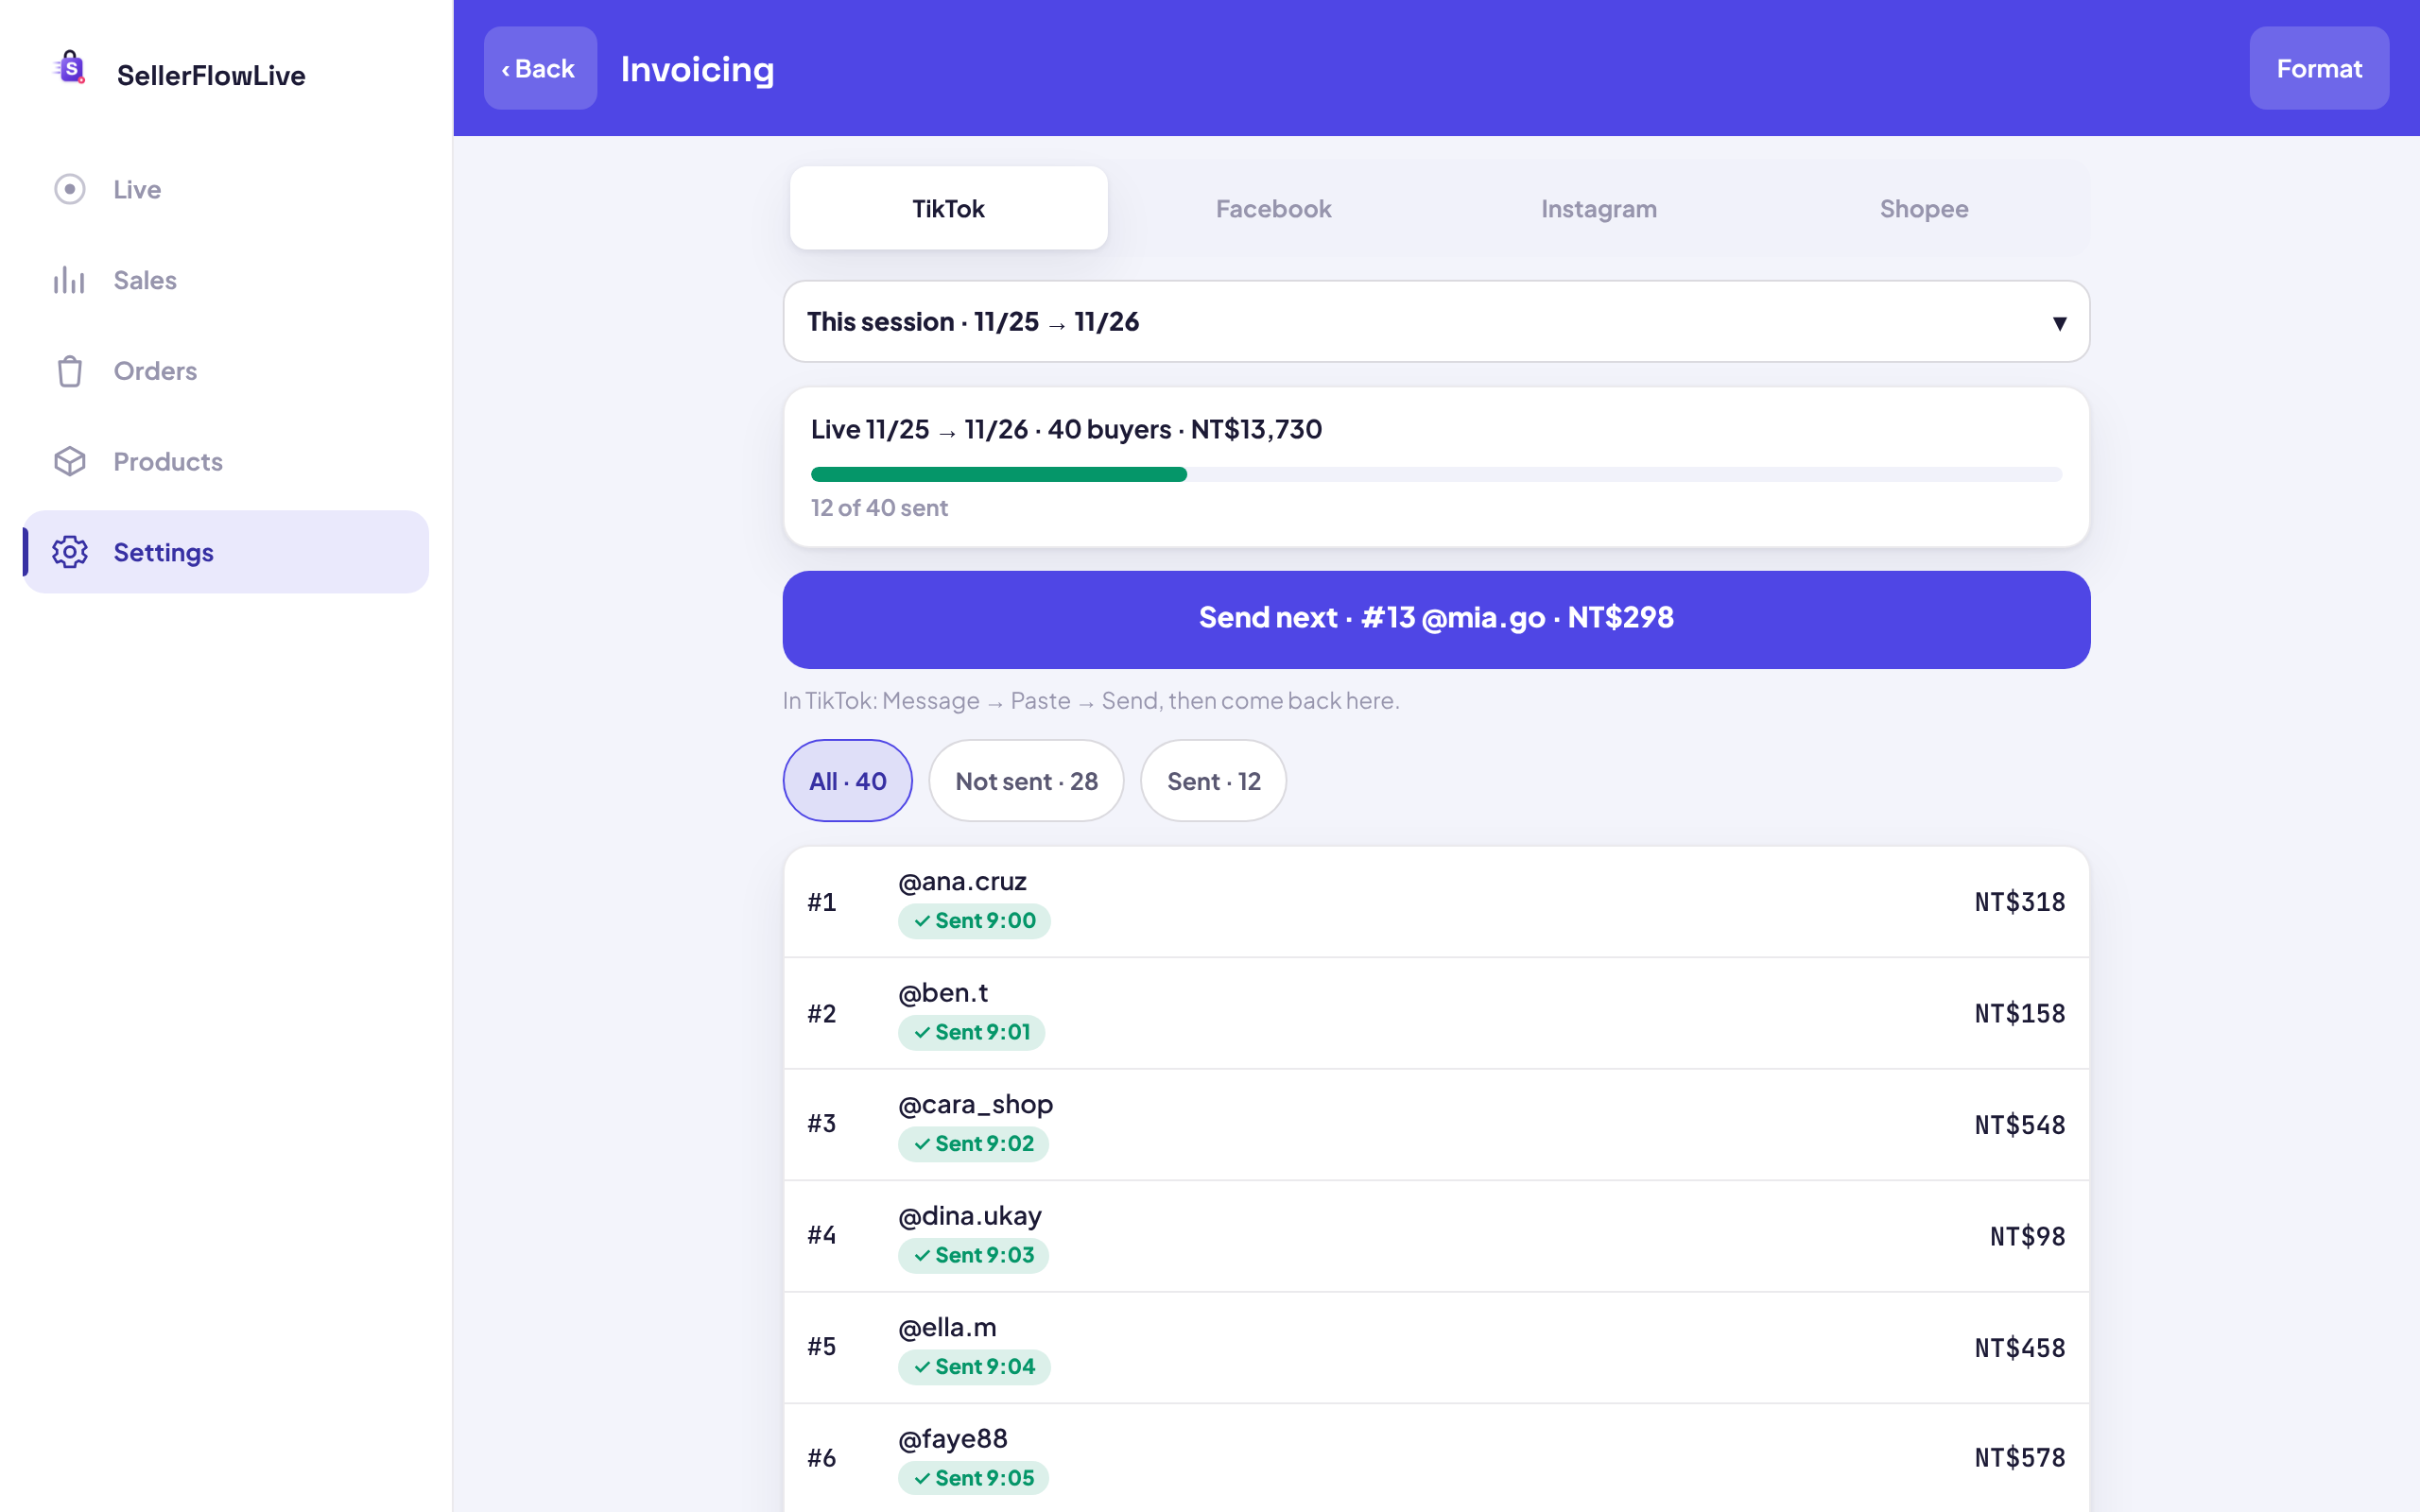 SellerFlowLive
Live
Sales
Orders
Products
Settings
‹ Back
Invoicing
Format
TikTok
Facebook
Instagram
Shopee
This session · 11/25 → 11/26
Live 11/25 → 11/26 · 40 buyers · NT$13,730
12 of 40 sent
Send next · #13 @mia.go · NT$298
In TikTok: Message → Paste → Send, then come back here.
All · 40
Not sent · 28
Sent · 12
#1 @ana.cruz NT$318
✓ Sent 9:00
#2 @ben.t NT$158
✓ Sent 9:01
#3 @cara_shop NT$548
✓ Sent 9:02
#4 @dina.ukay NT$98
✓ Sent 9:03
#5 @ella.m NT$458
✓ Sent 9:04
#6 @faye88 NT$578
✓ Sent 9:05